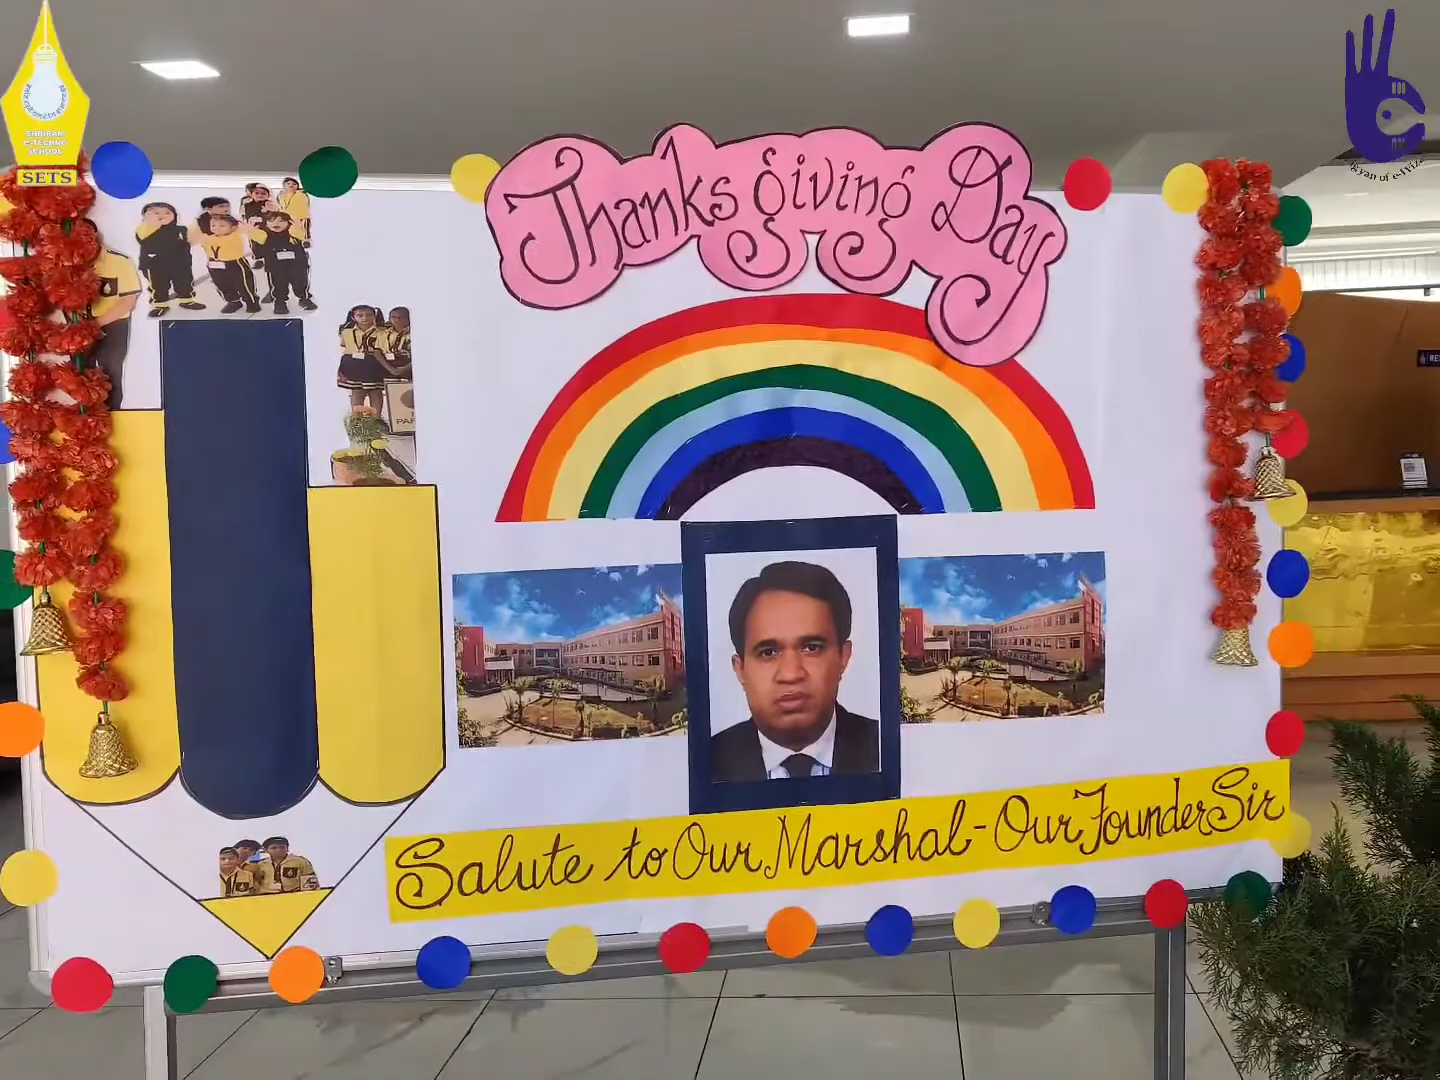 SHRIRAM
e-TECHNO
SCHOOL
SETS
Thanks giving Day
Salute to Our Marshal - Our Founder Sir